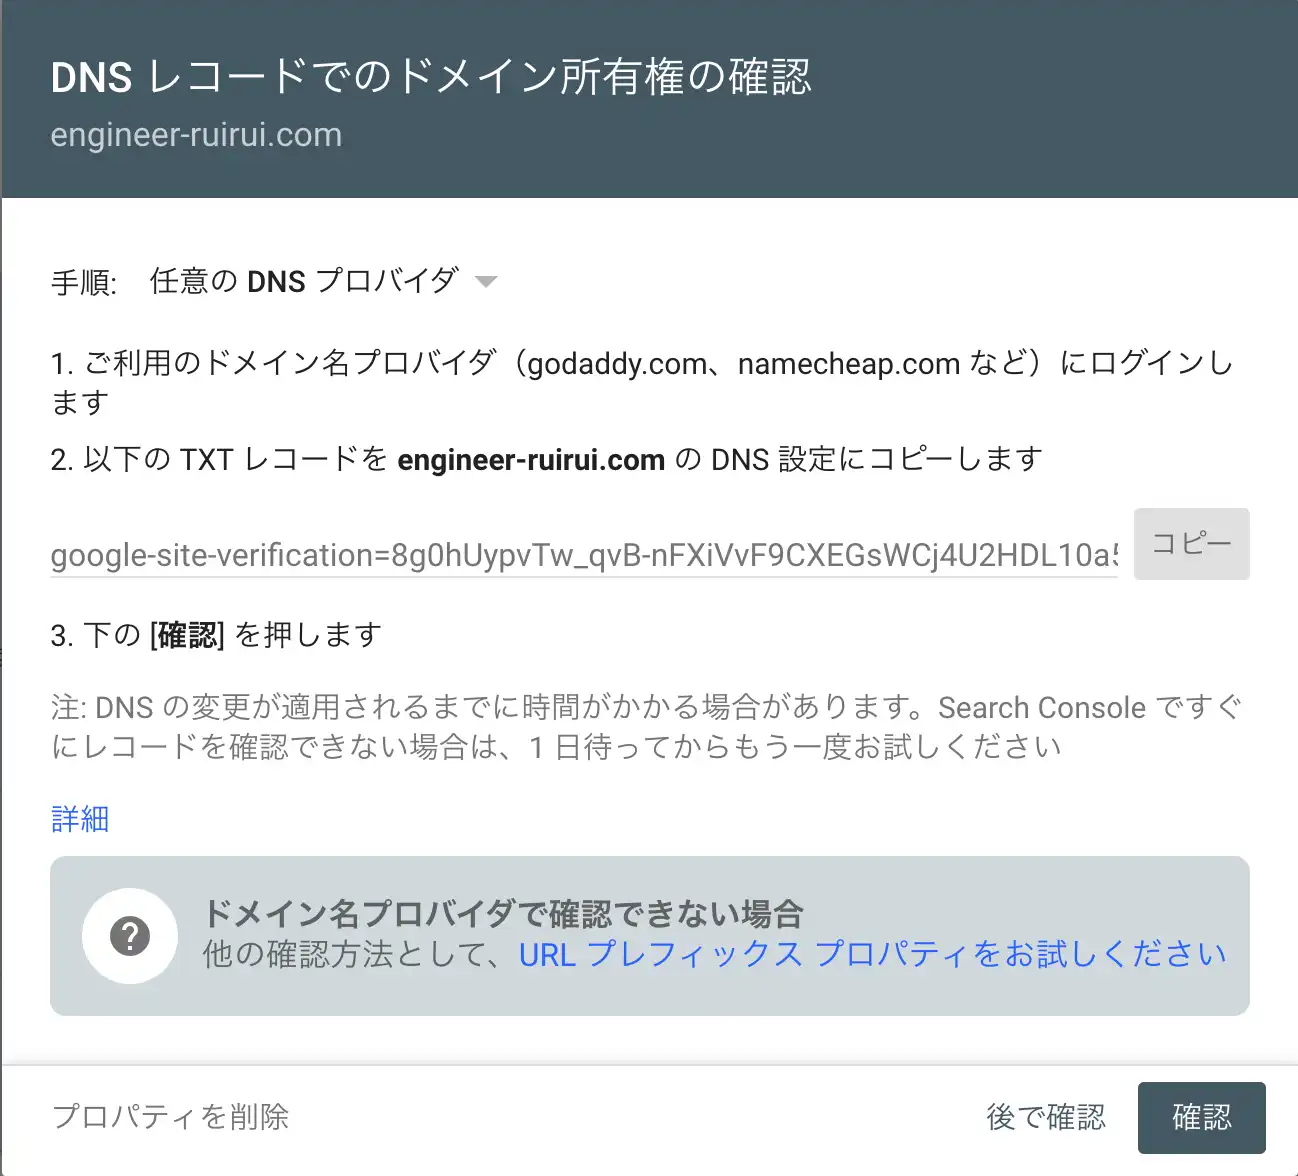 DNS レコードでのドメイン所有権の確認
engineer-ruirui.com
手順: 任意の DNS プロバイダ
1. ご利用のドメイン名プロバイダ（godaddy.com、namecheap.com など）にログインし
ます
2. 以下の TXT レコードを engineer-ruirui.com の DNS 設定にコピーします
google-site-verification=8g0hUypvTw_qvB-nFXiVvF9CXEGsWCj4U2HDL10a5
コピー
3. 下の [確認] を押します
注: DNS の変更が適用されるまでに時間がかかる場合があります。Search Console ですぐ
にレコードを確認できない場合は、1 日待ってからもう一度お試しください
詳細
ドメイン名プロバイダで確認できない場合
他の確認方法として、URL プレフィックス プロパティをお試しください
プロパティを削除 後で確認 確認